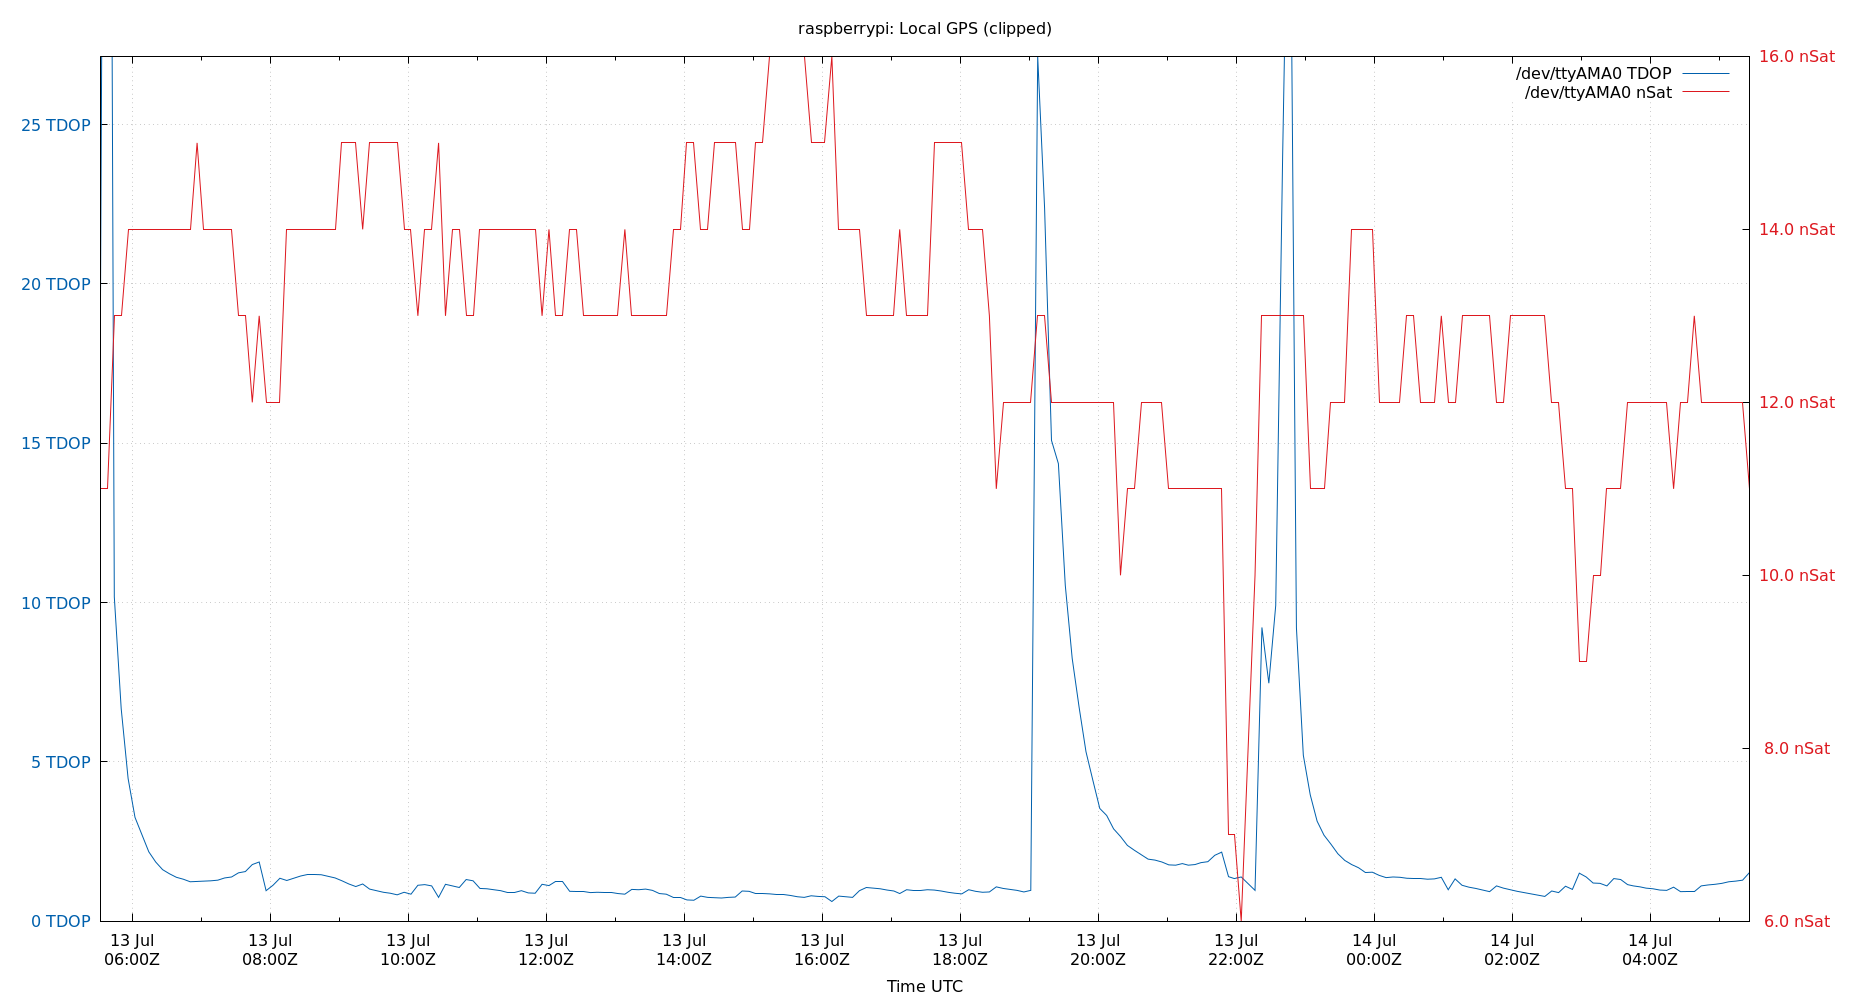 raspberrypi: Local GPS (clipped)
/dev/ttyAMA0 TDOP
/dev/ttyAMA0 nSat
25 TDOP
20 TDOP
15 TDOP
10 TDOP
5 TDOP
0 TDOP
16.0 nSat
14.0 nSat
12.0 nSat
10.0 nSat
8.0 nSat
6.0 nSat
13 Jul
06:00Z
13 Jul
08:00Z
13 Jul
10:00Z
13 Jul
12:00Z
13 Jul
14:00Z
13 Jul
16:00Z
13 Jul
18:00Z
13 Jul
20:00Z
13 Jul
22:00Z
14 Jul
00:00Z
14 Jul
02:00Z
14 Jul
04:00Z
Time UTC